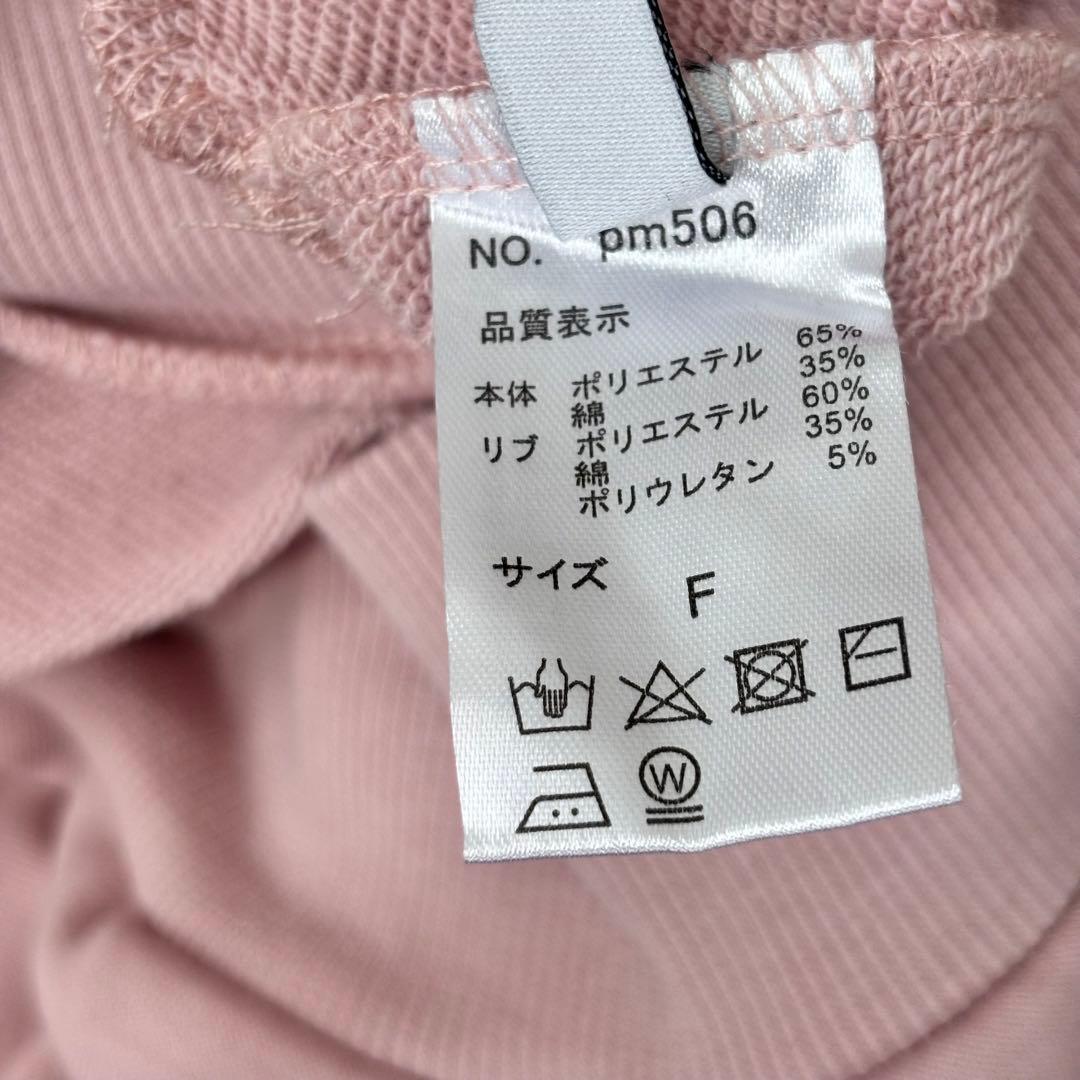 NO. pm506
品質表示
本体 ポリエステル 65%
綿 35%
リブ ポリエステル 60%
綿 35%
ポリウレタン 5%
サイズ F
W